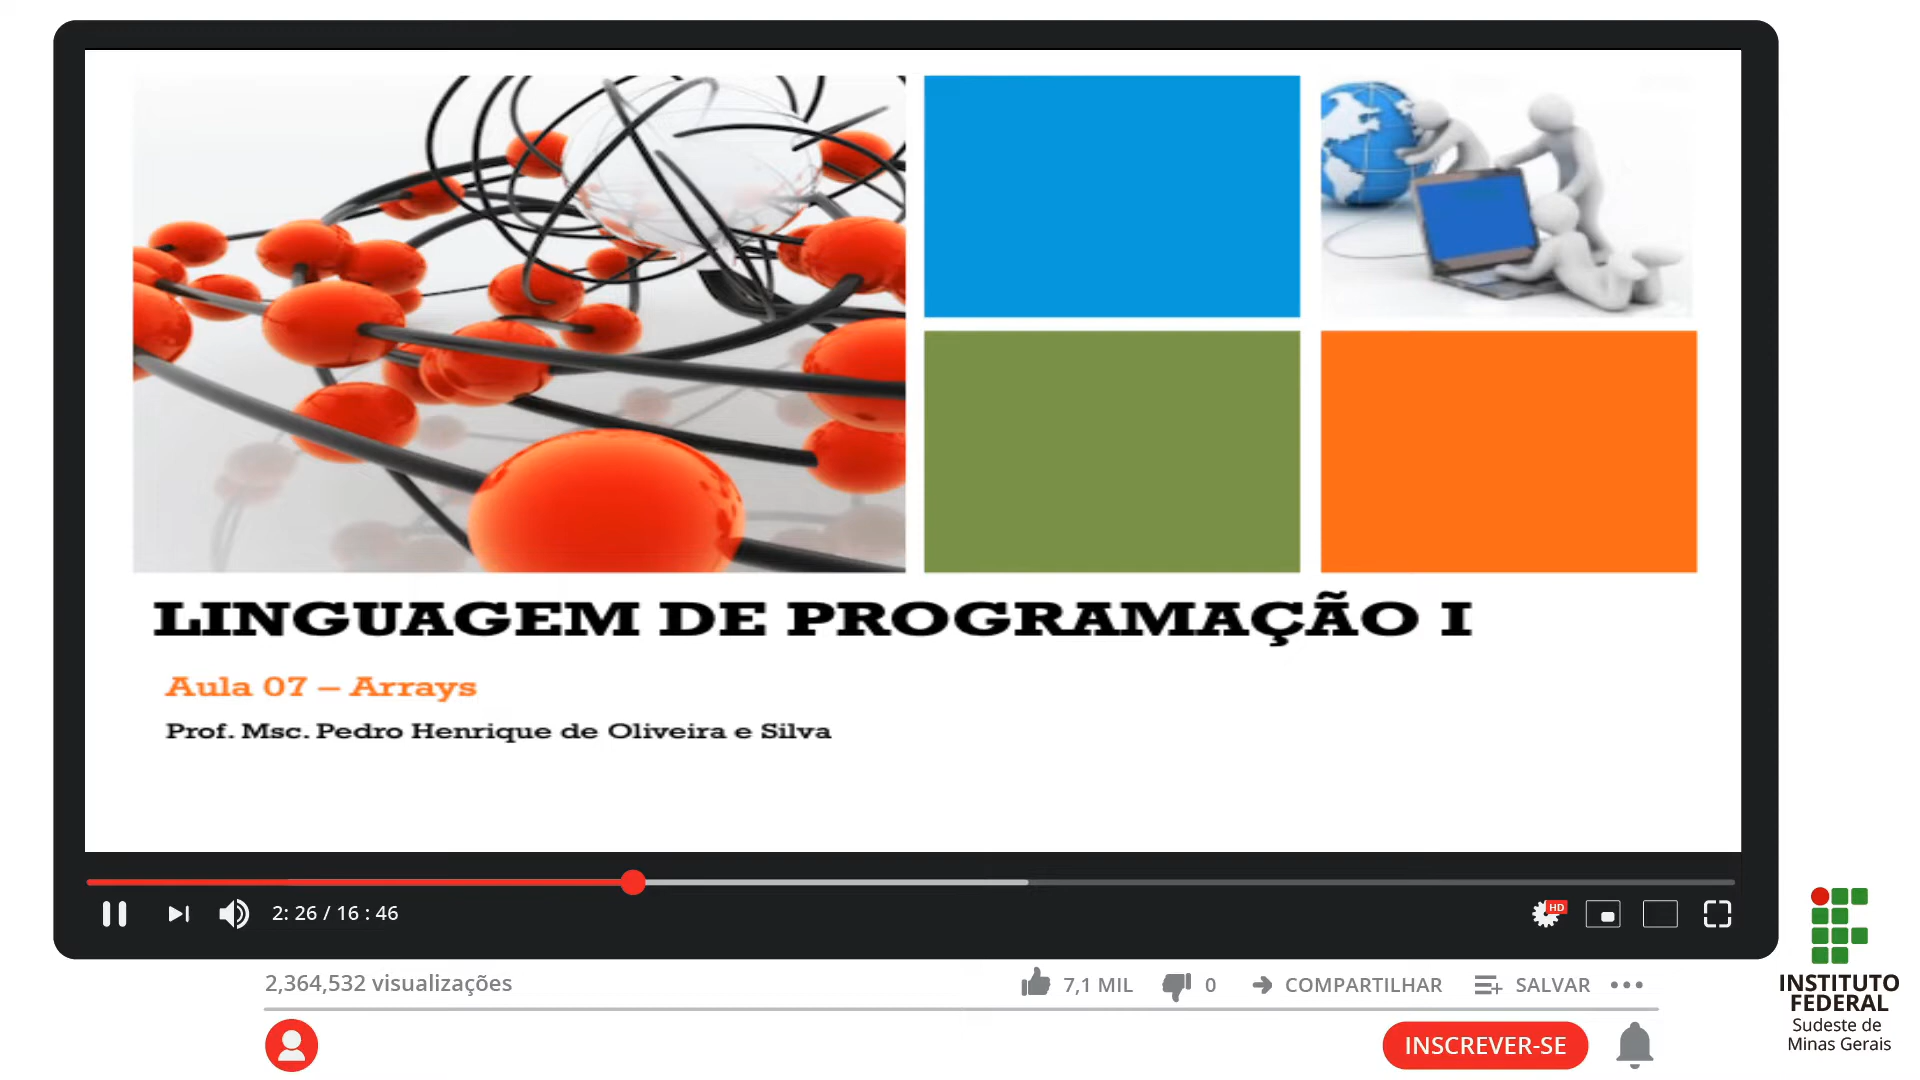 LINGUAGEM DE PROGRAMAÇÃO I
Aula 07 – Arrays
Prof. Msc. Pedro Henrique de Oliveira e Silva
2: 26 / 16 : 46
HD
2,364,532 visualizações
7,1 MIL
0
COMPARTILHAR
SALVAR
INSCREVER-SE
INSTITUTO
FEDERAL
Sudeste de
Minas Gerais